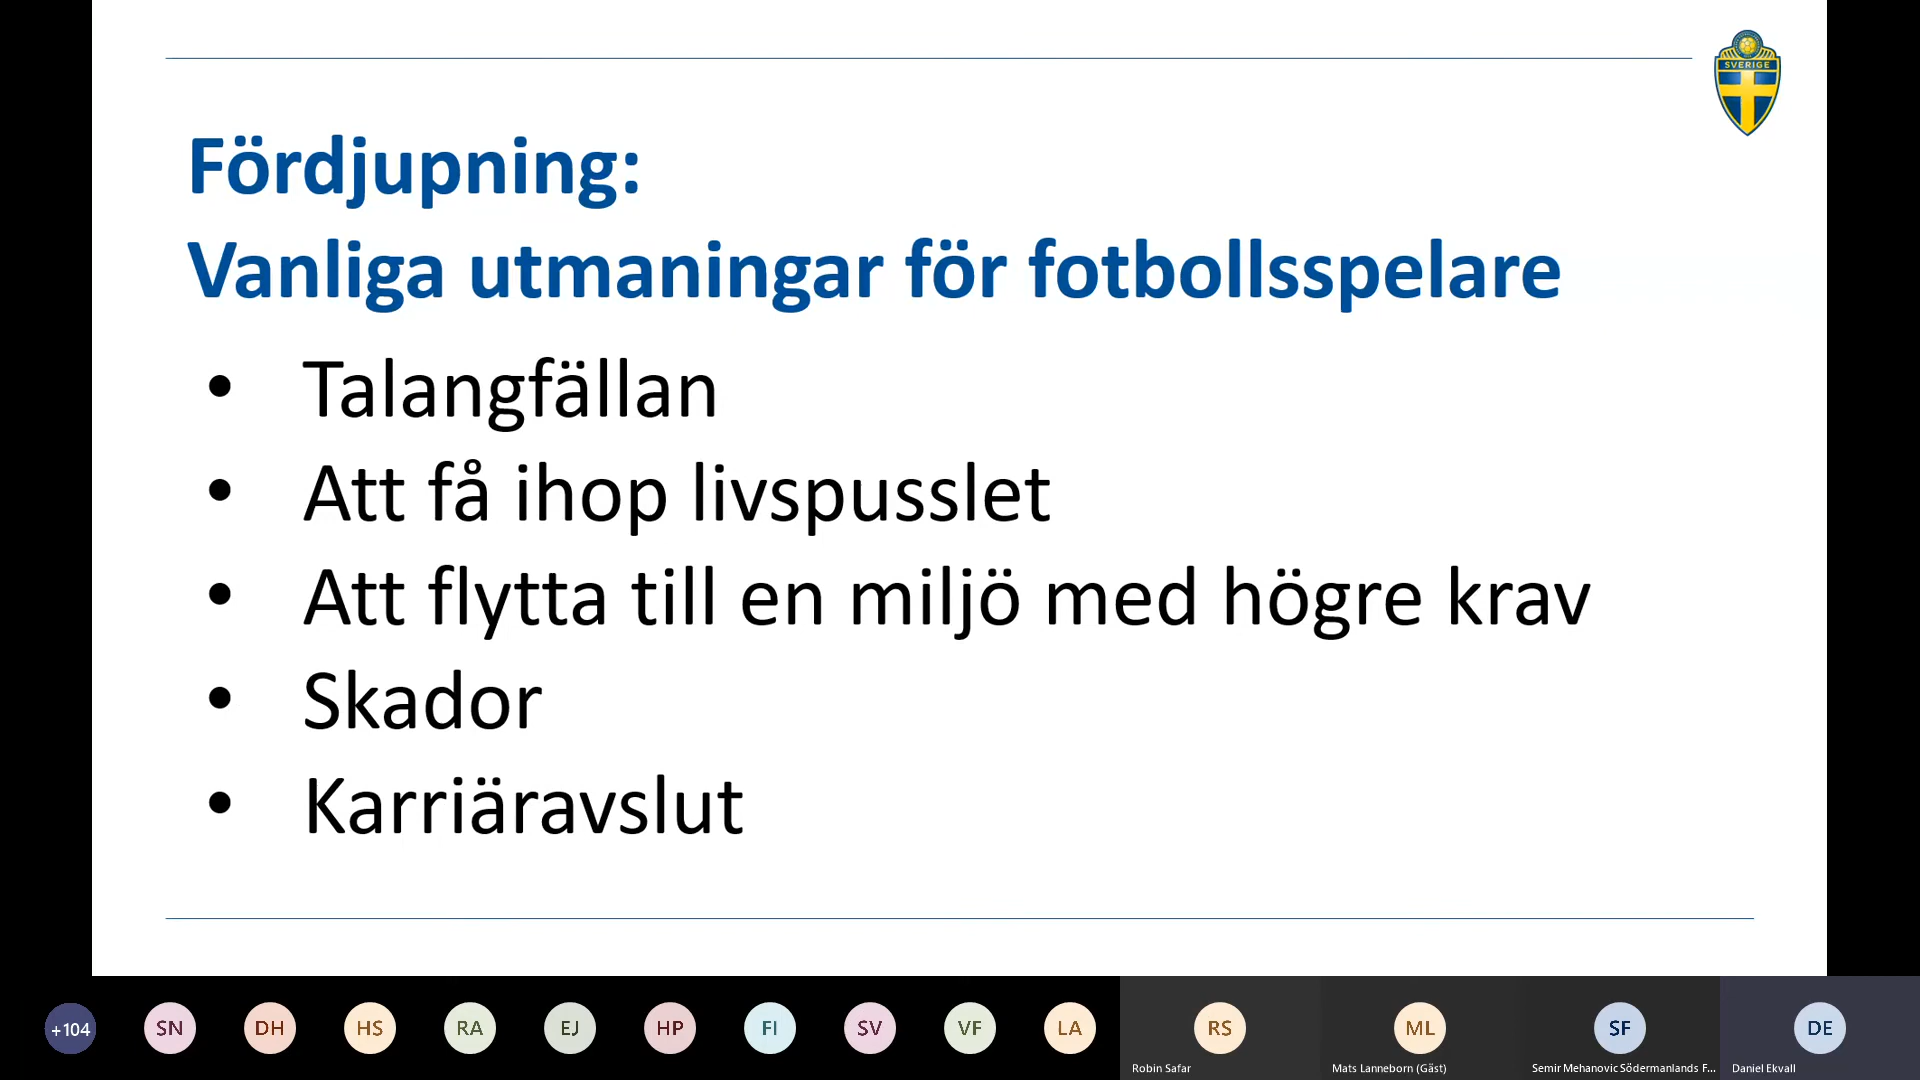 SVERIGE
Fördjupning:
Vanliga utmaningar för fotbollsspelare
• Talangfällan
• Att få ihop livspusslet
• Att flytta till en miljö med högre krav
• Skador
• Karriäravslut
+104 SN DH HS RA EJ HP FI SV VF LA RS ML SF DE
Robin Safar Mats Lanneborn (Gäst) Semir Mehanovic Södermanlands F... Daniel Ekvall